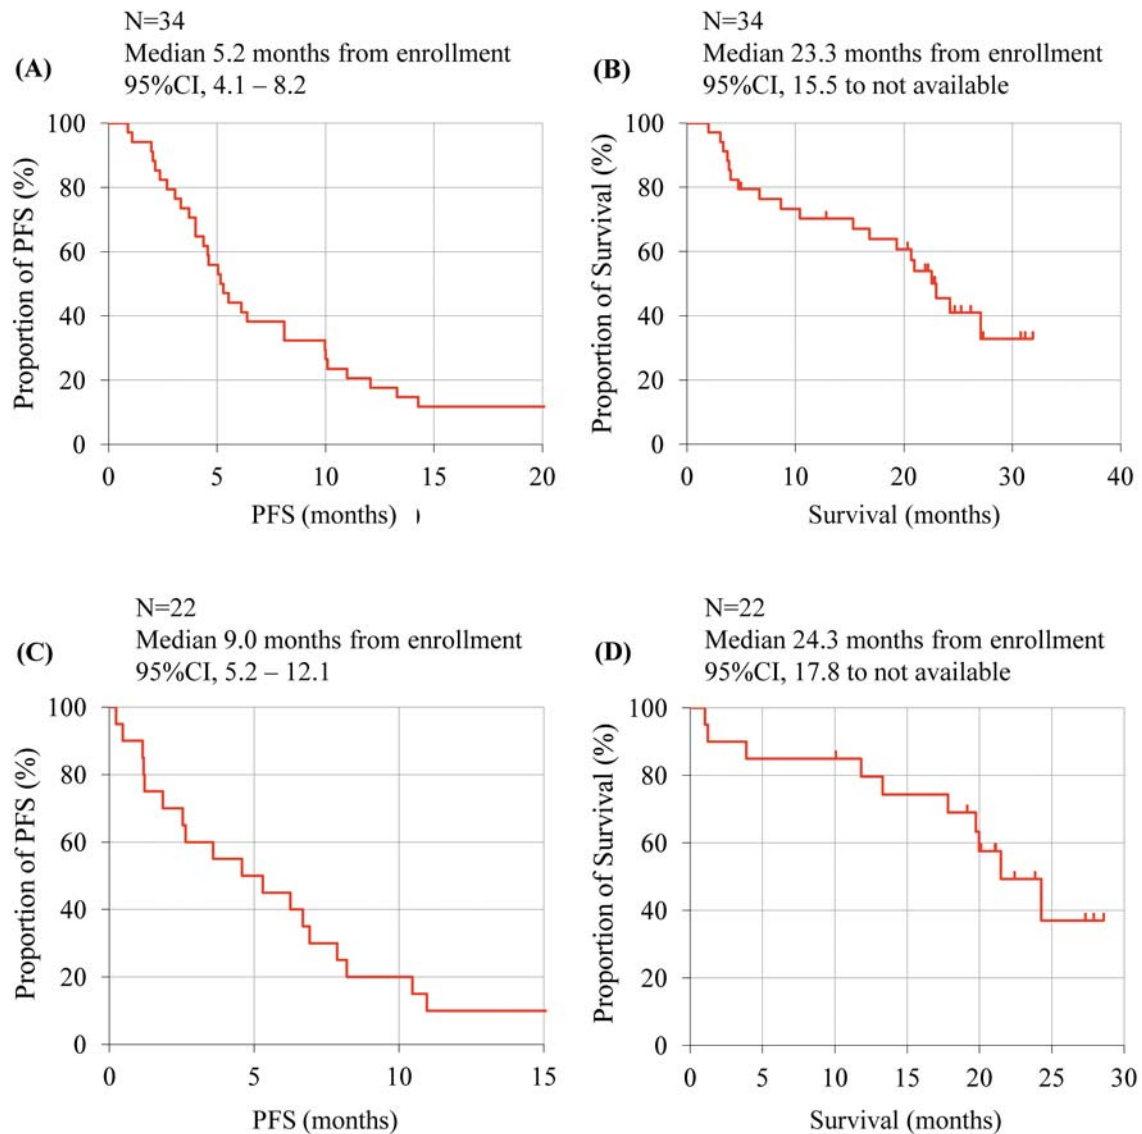 N=34
Median 5.2 months from enrollment
95%CI, 4.1 – 8.2
(A)
100
80
60
40
20
0
Proportion of PFS (%)
0 5 10 15 20
PFS (months) )
N=34
Median 23.3 months from enrollment
95%CI, 15.5 to not available
(B)
100
80
60
40
20
0
Proportion of Survival (%)
0 10 20 30 40
Survival (months)
N=22
Median 9.0 months from enrollment
95%CI, 5.2 – 12.1
(C)
100
80
60
40
20
0
Proportion of PFS (%)
0 5 10 15
PFS (months)
N=22
Median 24.3 months from enrollment
95%CI, 17.8 to not available
(D)
100
80
60
40
20
0
Proportion of Survival (%)
0 5 10 15 20 25 30
Survival (months)